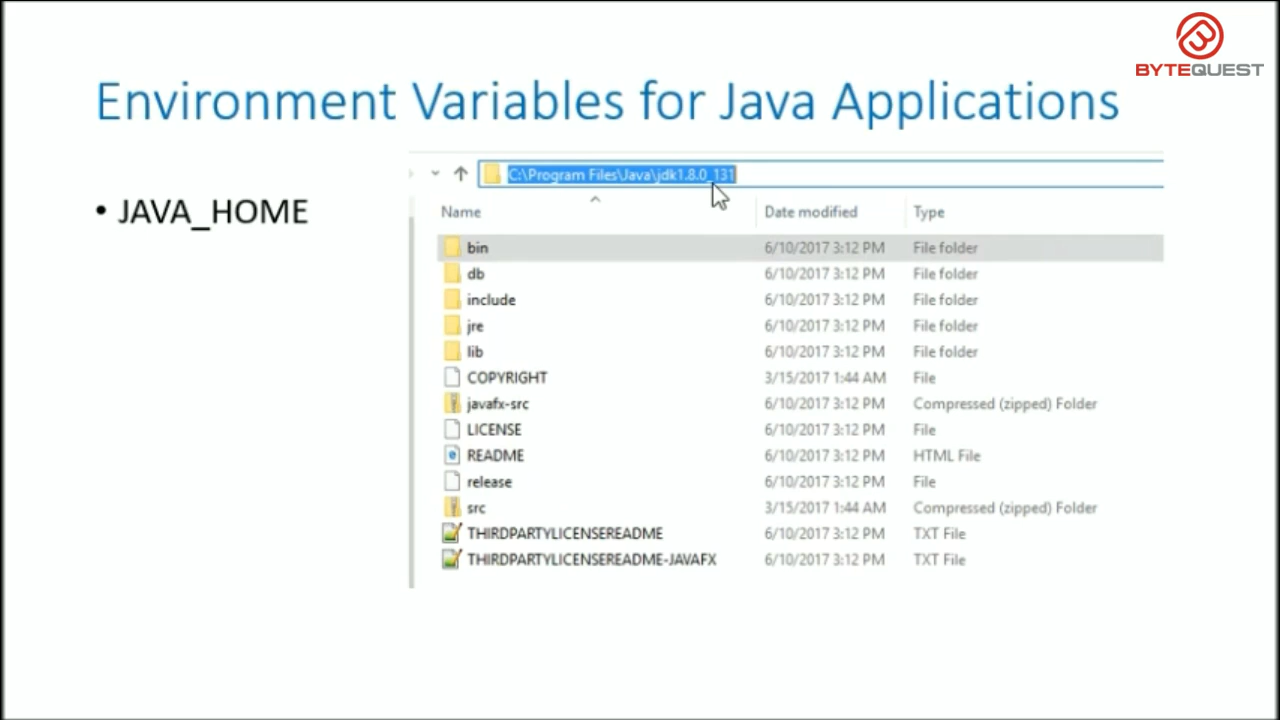 BYTEQUEST
Environment Variables for Java Applications
• JAVA_HOME
C:\Program Files\Java\jdk1.8.0_131
Name Date modified Type
bin 6/10/2017 3:12 PM File folder
db 6/10/2017 3:12 PM File folder
include 6/10/2017 3:12 PM File folder
jre 6/10/2017 3:12 PM File folder
lib 6/10/2017 3:12 PM File folder
COPYRIGHT 3/15/2017 1:44 AM File
javafx-src 6/10/2017 3:12 PM Compressed (zipped) Folder
LICENSE 6/10/2017 3:12 PM File
README 6/10/2017 3:12 PM HTML File
release 6/10/2017 3:12 PM File
src 3/15/2017 1:44 AM Compressed (zipped) Folder
THIRDPARTYLICENSEREADME 6/10/2017 3:12 PM TXT File
THIRDPARTYLICENSEREADME-JAVAFX 6/10/2017 3:12 PM TXT File